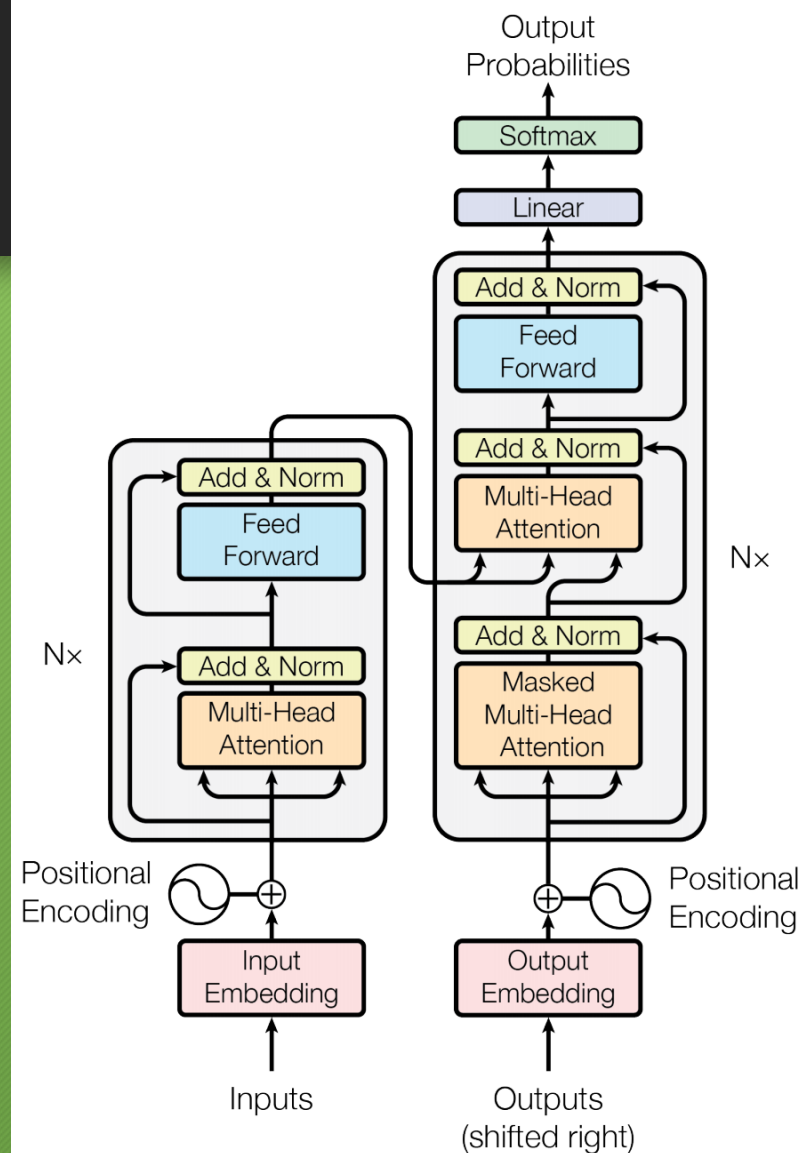 Output
Probabilities
Softmax
Linear
Add & Norm
Feed
Forward
Add & Norm
Multi-Head
Attention
Add & Norm
Masked
Multi-Head
Attention
Nx
Add & Norm
Feed
Forward
Add & Norm
Multi-Head
Attention
Nx
Positional
Encoding
Positional
Encoding
Input
Embedding
Output
Embedding
Inputs
Outputs
(shifted right)